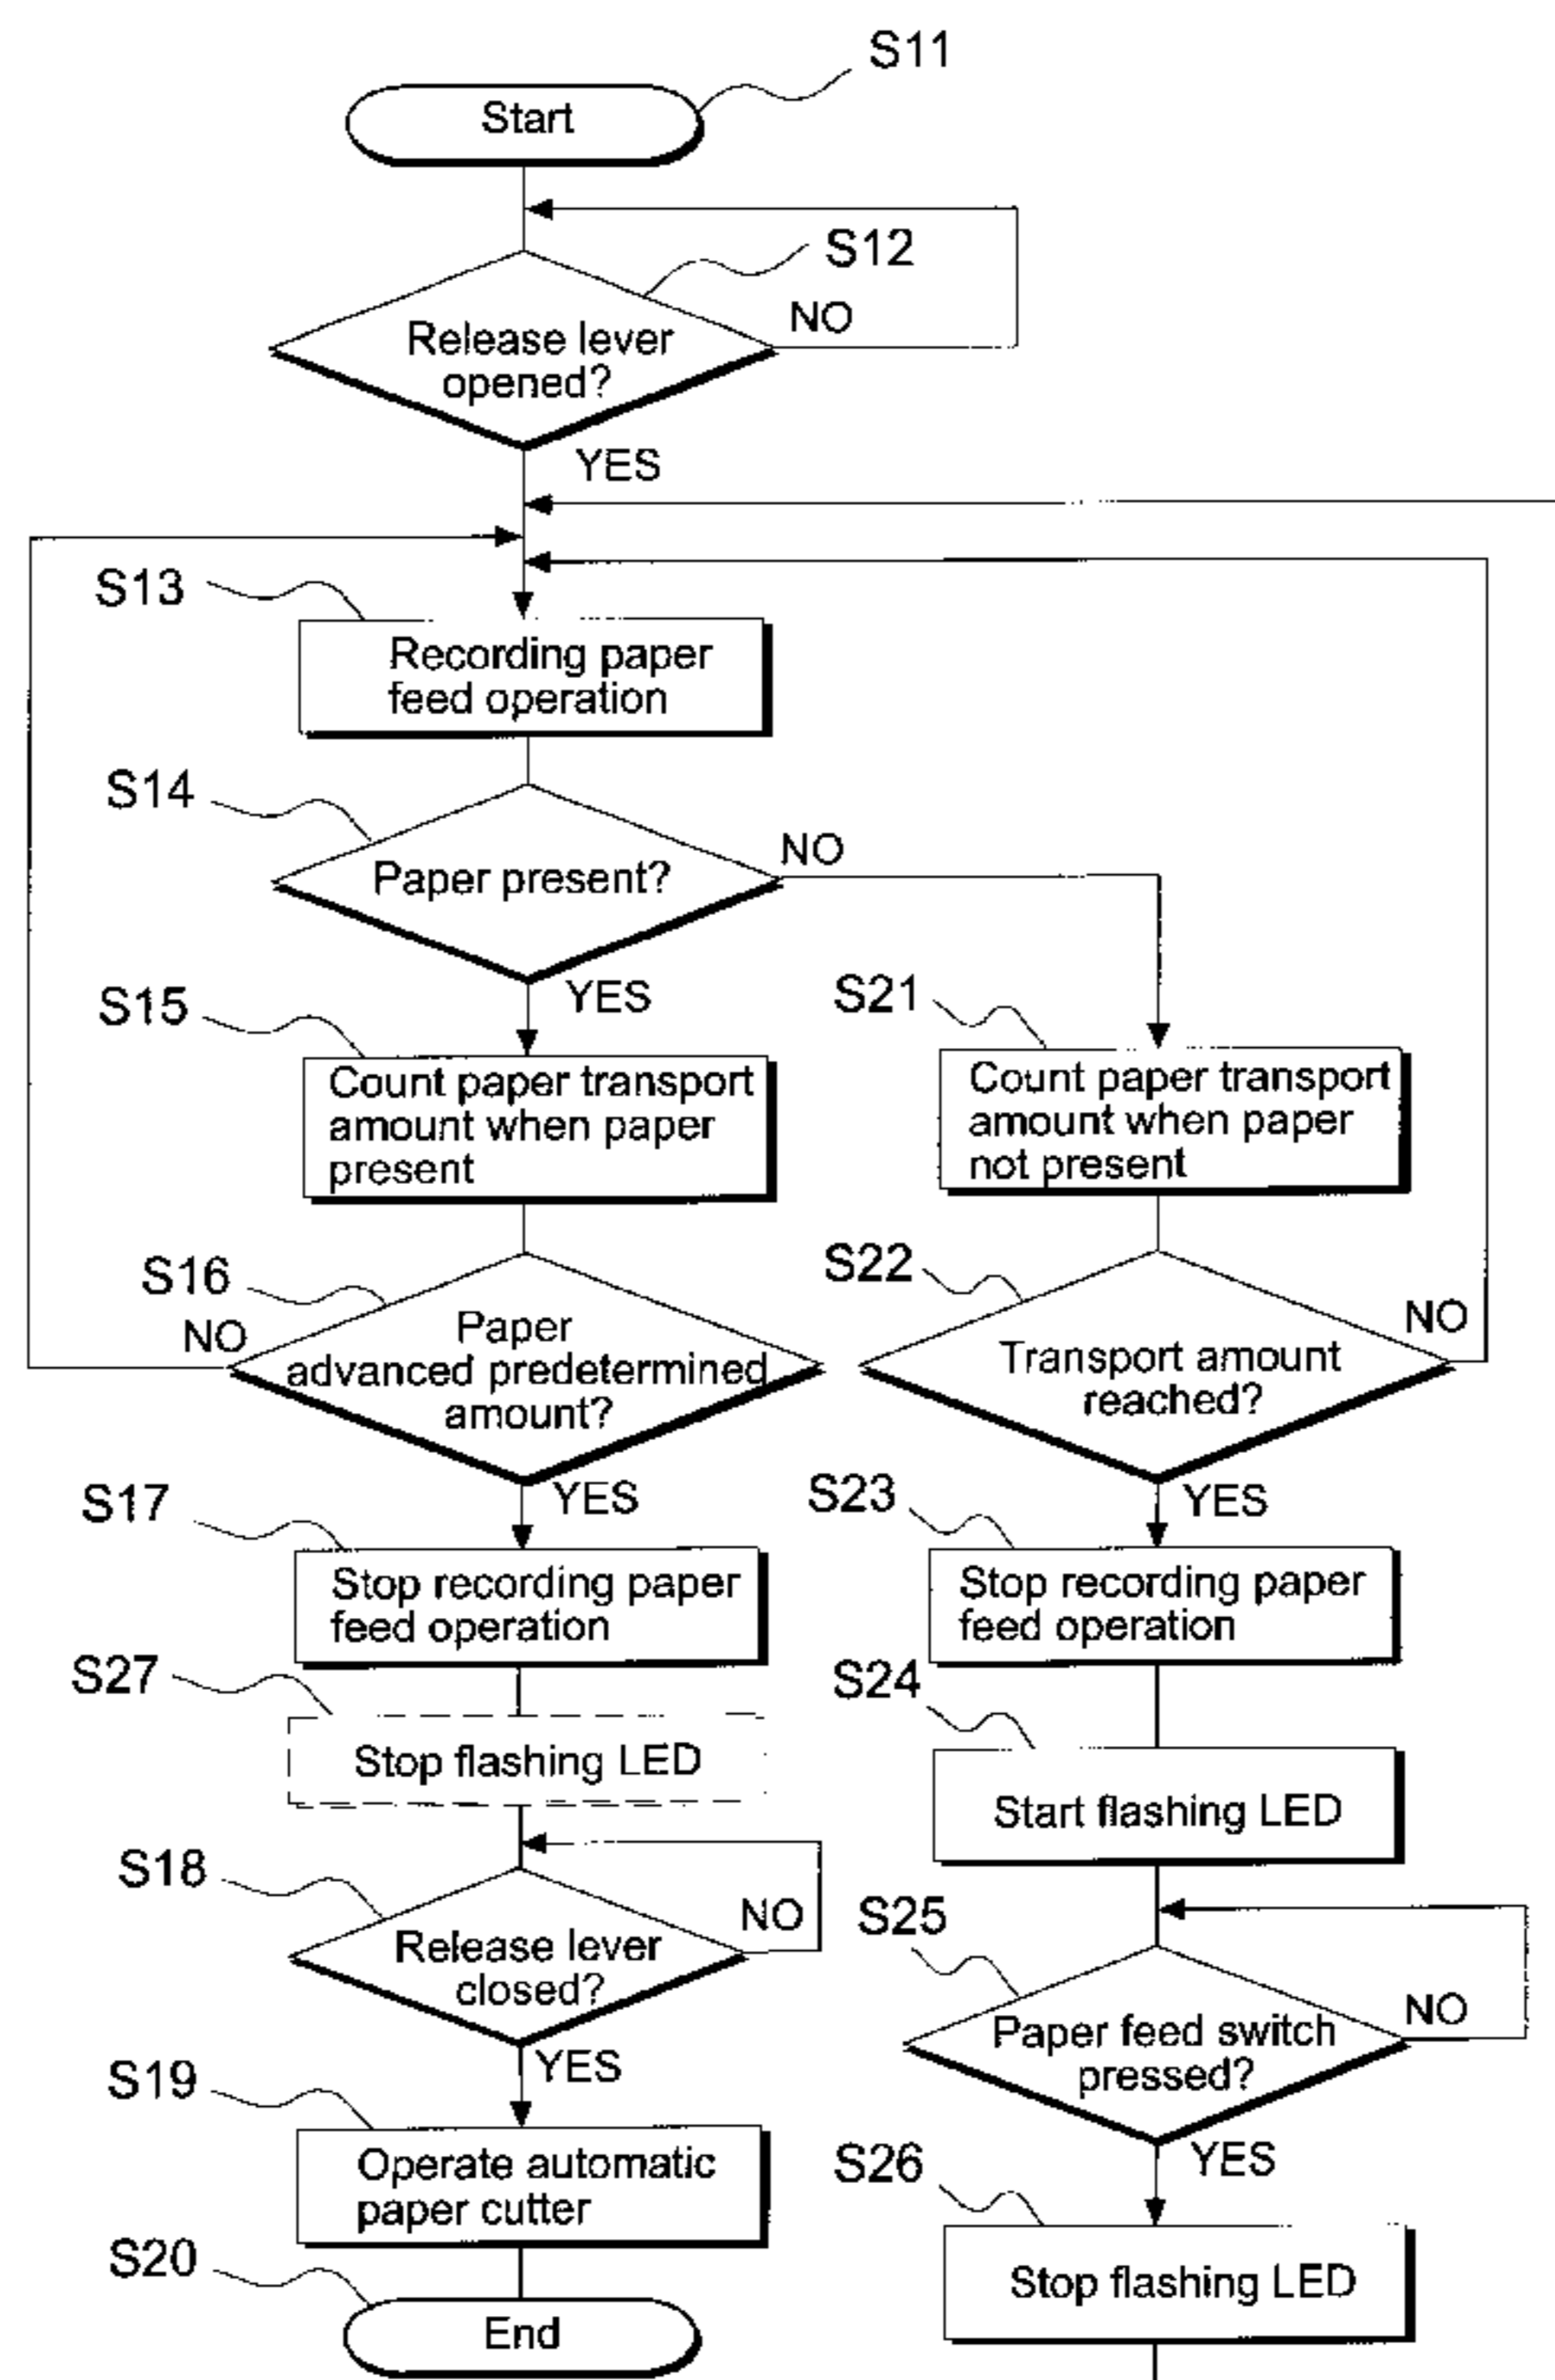 S11
Start
S12
Release lever
opened?
NO
YES
S13
Recording paper
feed operation
S14
Paper present?
NO
YES
S15
Count paper transport
amount when paper
present
S21
Count paper transport
amount when paper
not present
S16
NO
Paper
advanced predetermined
amount?
YES
S22
Transport amount
reached?
NO
YES
S17
Stop recording paper
feed operation
S23
Stop recording paper
feed operation
S27
Stop flashing LED
S24
Start flashing LED
S18
Release lever
closed?
NO
YES
S25
Paper feed switch
pressed?
NO
YES
S19
Operate automatic
paper cutter
S26
Stop flashing LED
S20
End